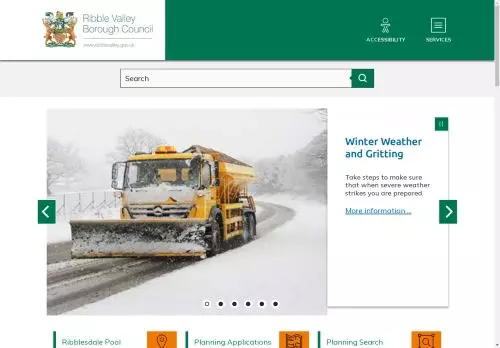 Ribble Valley
Borough Council
www.ribblevalley.gov.uk
ACCESSIBILITY
SERVICES
Search
Winter Weather
and Gritting
Take steps to make sure
that when severe weather
strikes you are prepared.
More information...
Ribblesdale Pool
Planning Applications
Planning Search